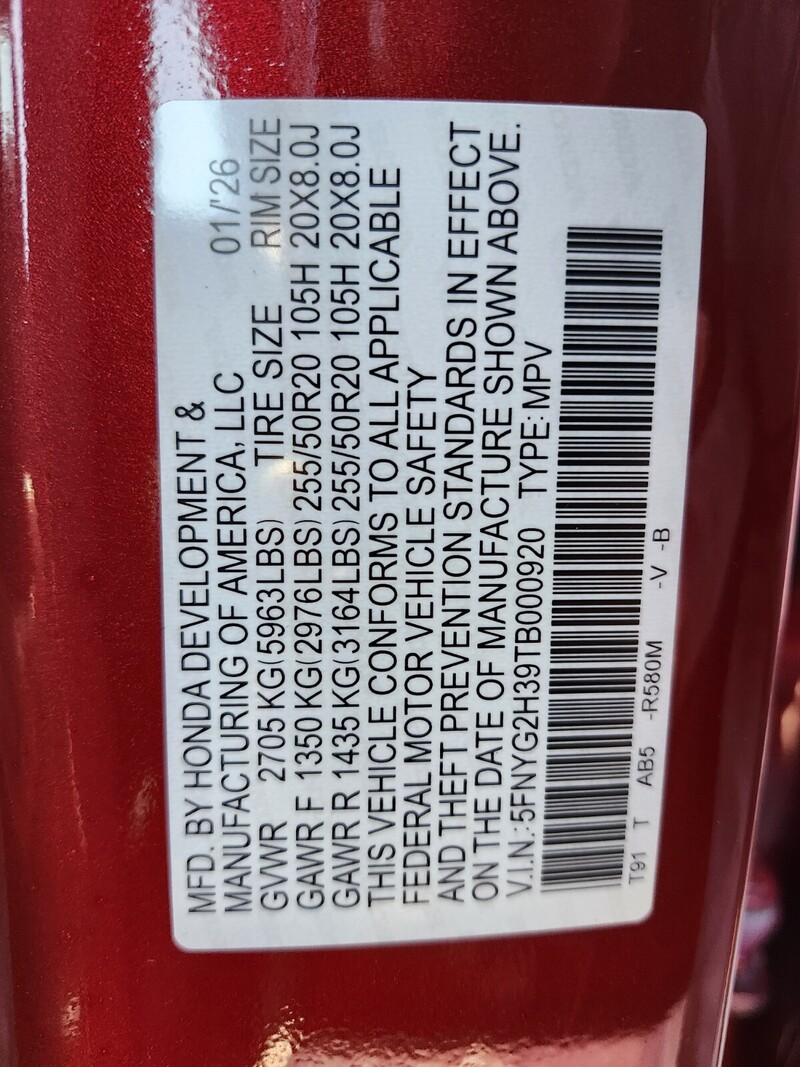 MFD. BY HONDA DEVELOPMENT &
MANUFACTURING OF AMERICA, LLC 01/'26
GVWR 2705 KG(5963LBS) TIRE SIZE RIM SIZE
GAWR F 1350 KG(2976LBS) 255/50R20 105H 20X8.0J
GAWR R 1435 KG(3164LBS) 255/50R20 105H 20X8.0J
THIS VEHICLE CONFORMS TO ALL APPLICABLE
FEDERAL MOTOR VEHICLE SAFETY
AND THEFT PREVENTION STANDARDS IN EFFECT
ON THE DATE OF MANUFACTURE SHOWN ABOVE.
V.I.N.:5FNYG2H39TB000920 TYPE:MPV
T91 T AB5 -R580M -V -B